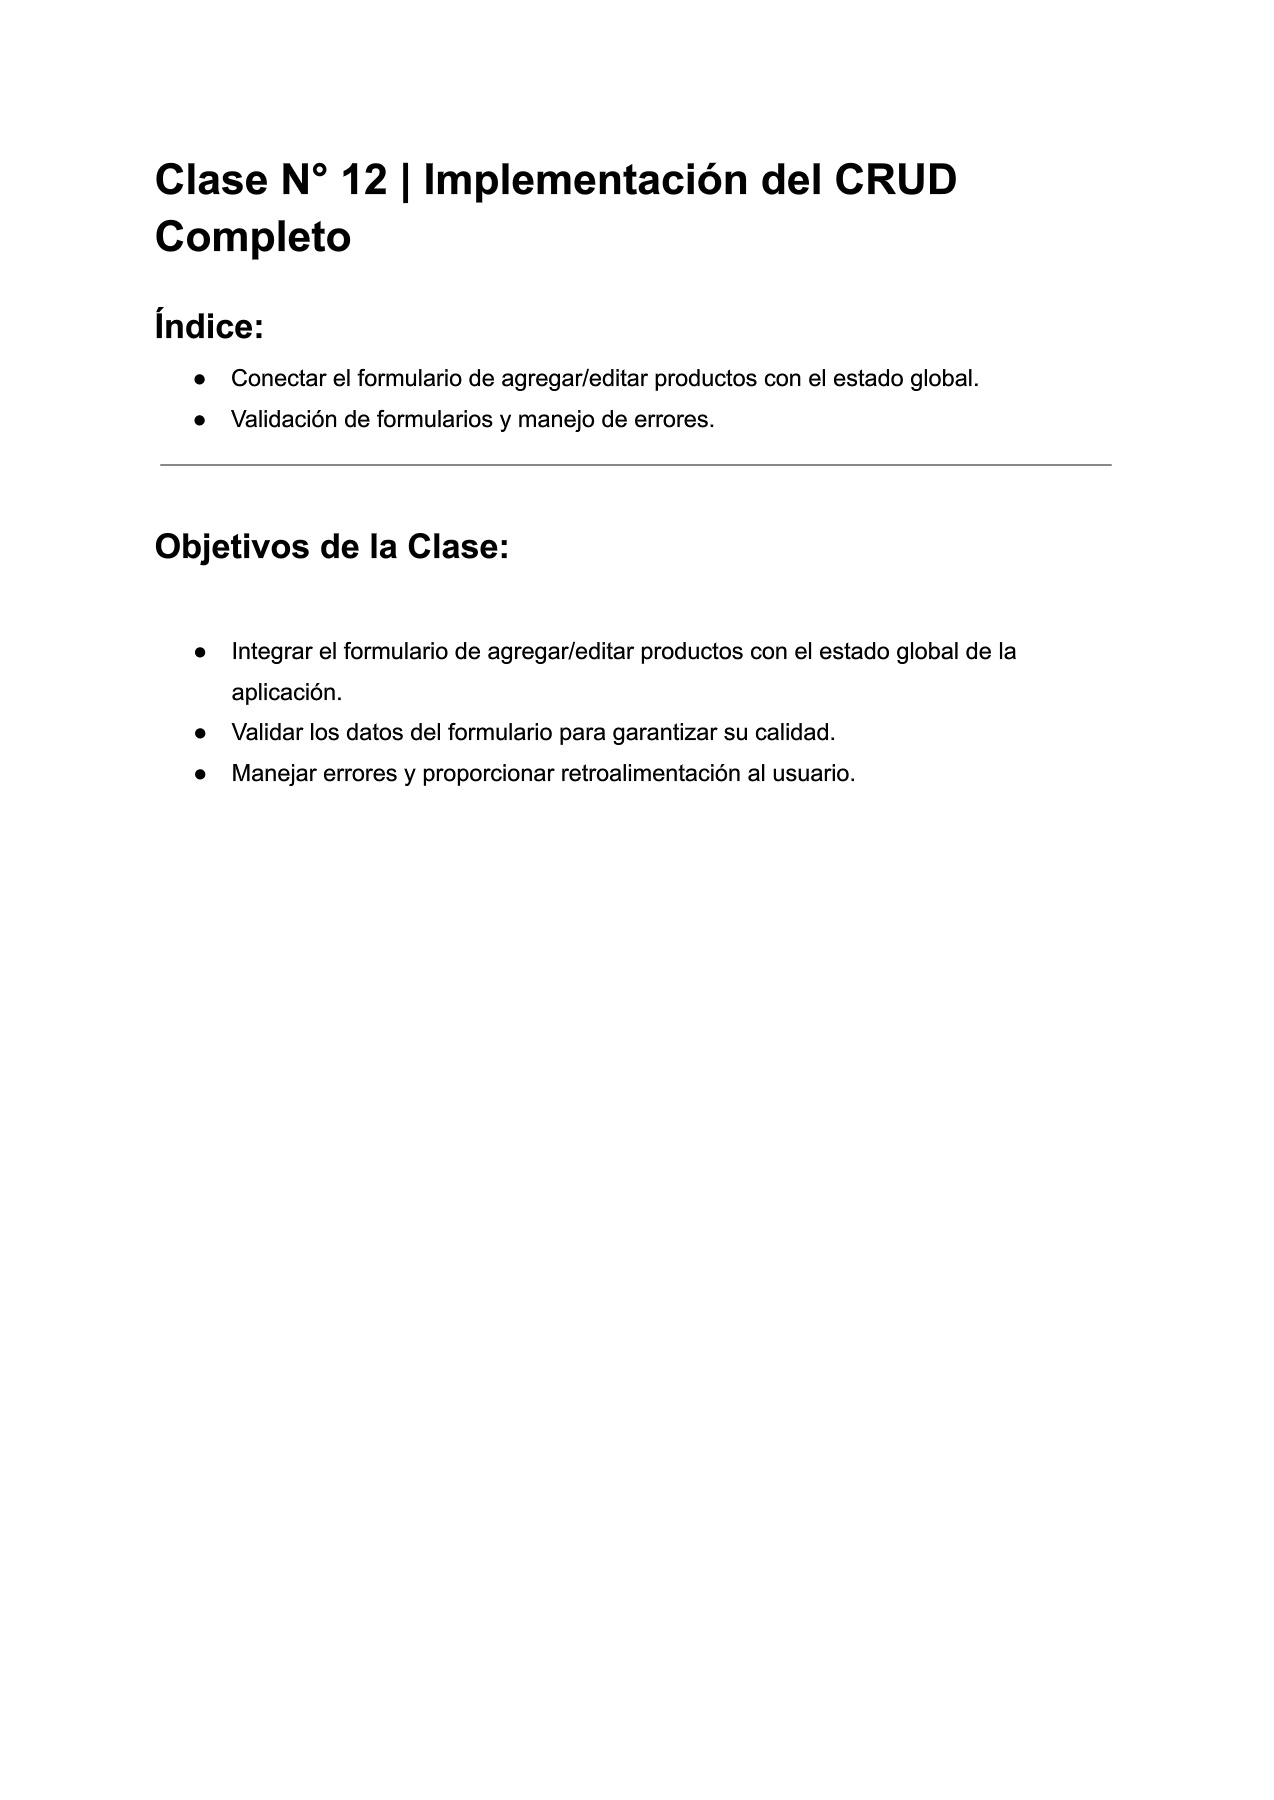 Clase N° 12 | Implementación del CRUD
Completo
Índice:
● Conectar el formulario de agregar/editar productos con el estado global.
● Validación de formularios y manejo de errores.
Objetivos de la Clase:
● Integrar el formulario de agregar/editar productos con el estado global de la
aplicación.
● Validar los datos del formulario para garantizar su calidad.
● Manejar errores y proporcionar retroalimentación al usuario.